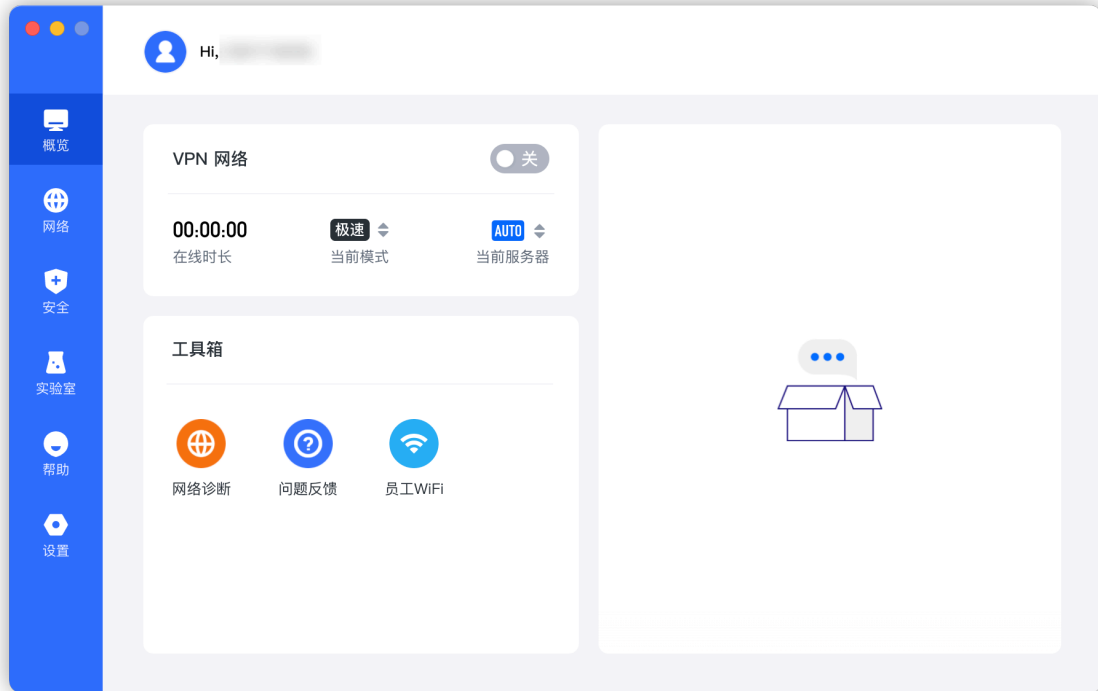 Hi,
概览
网络
安全
实验室
帮助
设置
VPN 网络
关
00:00:00
极速
AUTO
在线时长
当前模式
当前服务器
工具箱
网络诊断
问题反馈
员工WiFi